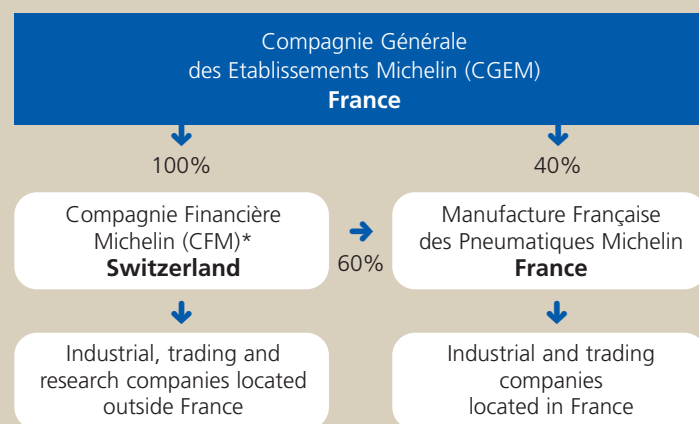 Compagnie Générale
des Etablissements Michelin (CGEM)
France
100%
40%
Compagnie Financière
Michelin (CFM)*
Switzerland
60%
Manufacture Française
des Pneumatiques Michelin
France
Industrial, trading and
research companies located
outside France
Industrial and trading
companies
located in France